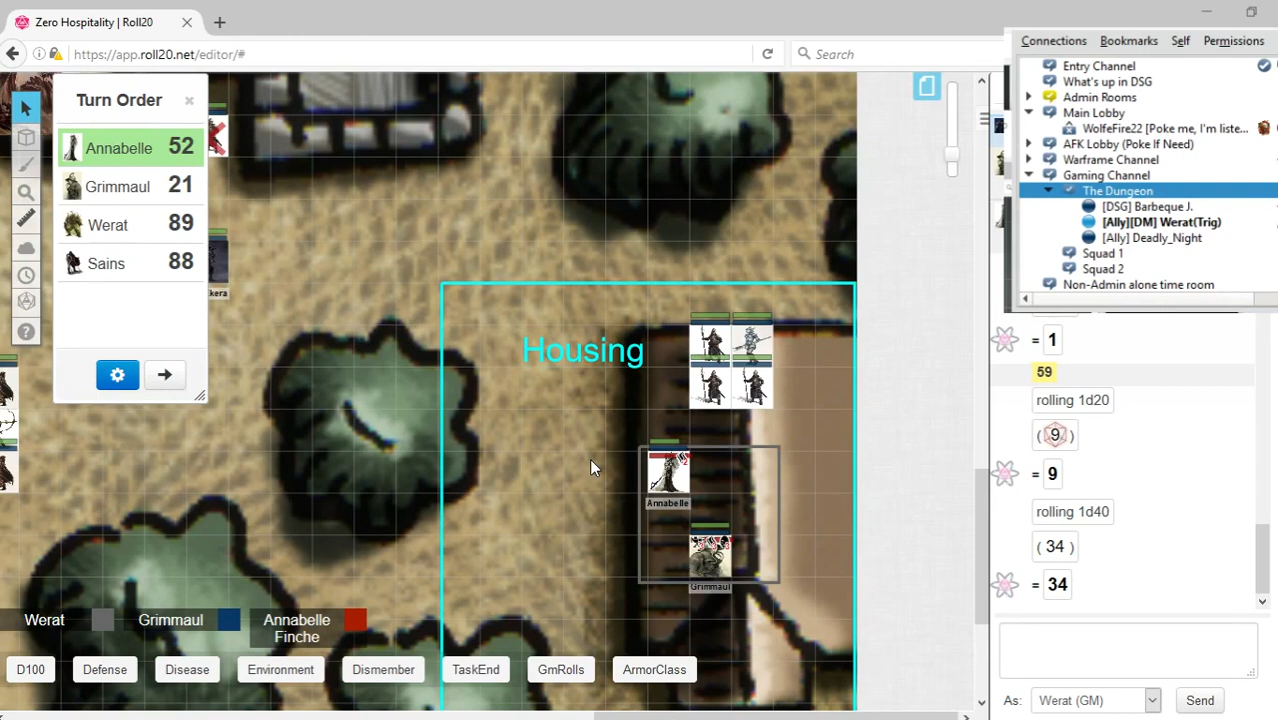 Zero Hospitality | Roll20
https://app.roll20.net/editor/#
Search
Turn Order
Annabelle 52
Grimmaul 21
Werat 89
Sains 88
kera
Housing
Annabelle
Grimmaul
Werat
Grimmaul
Annabelle
Finche
D100
Defense
Disease
Environment
Dismember
TaskEnd
GmRolls
ArmorClass
Connections Bookmarks Self Permissions
Entry Channel
What's up in DSG
Admin Rooms
Main Lobby
WolfeFire22 [Poke me, I'm liste...
AFK Lobby (Poke If Need)
Warframe Channel
Gaming Channel
The Dungeon
[DSG] Barbeque J.
[Ally][DM] Werat(Trig)
[Ally] Deadly_Night
Squad 1
Squad 2
Non-Admin alone time room
= 1
59
rolling 1d20
( 9 )
= 9
rolling 1d40
( 34 )
= 34
As: Werat (GM) Send